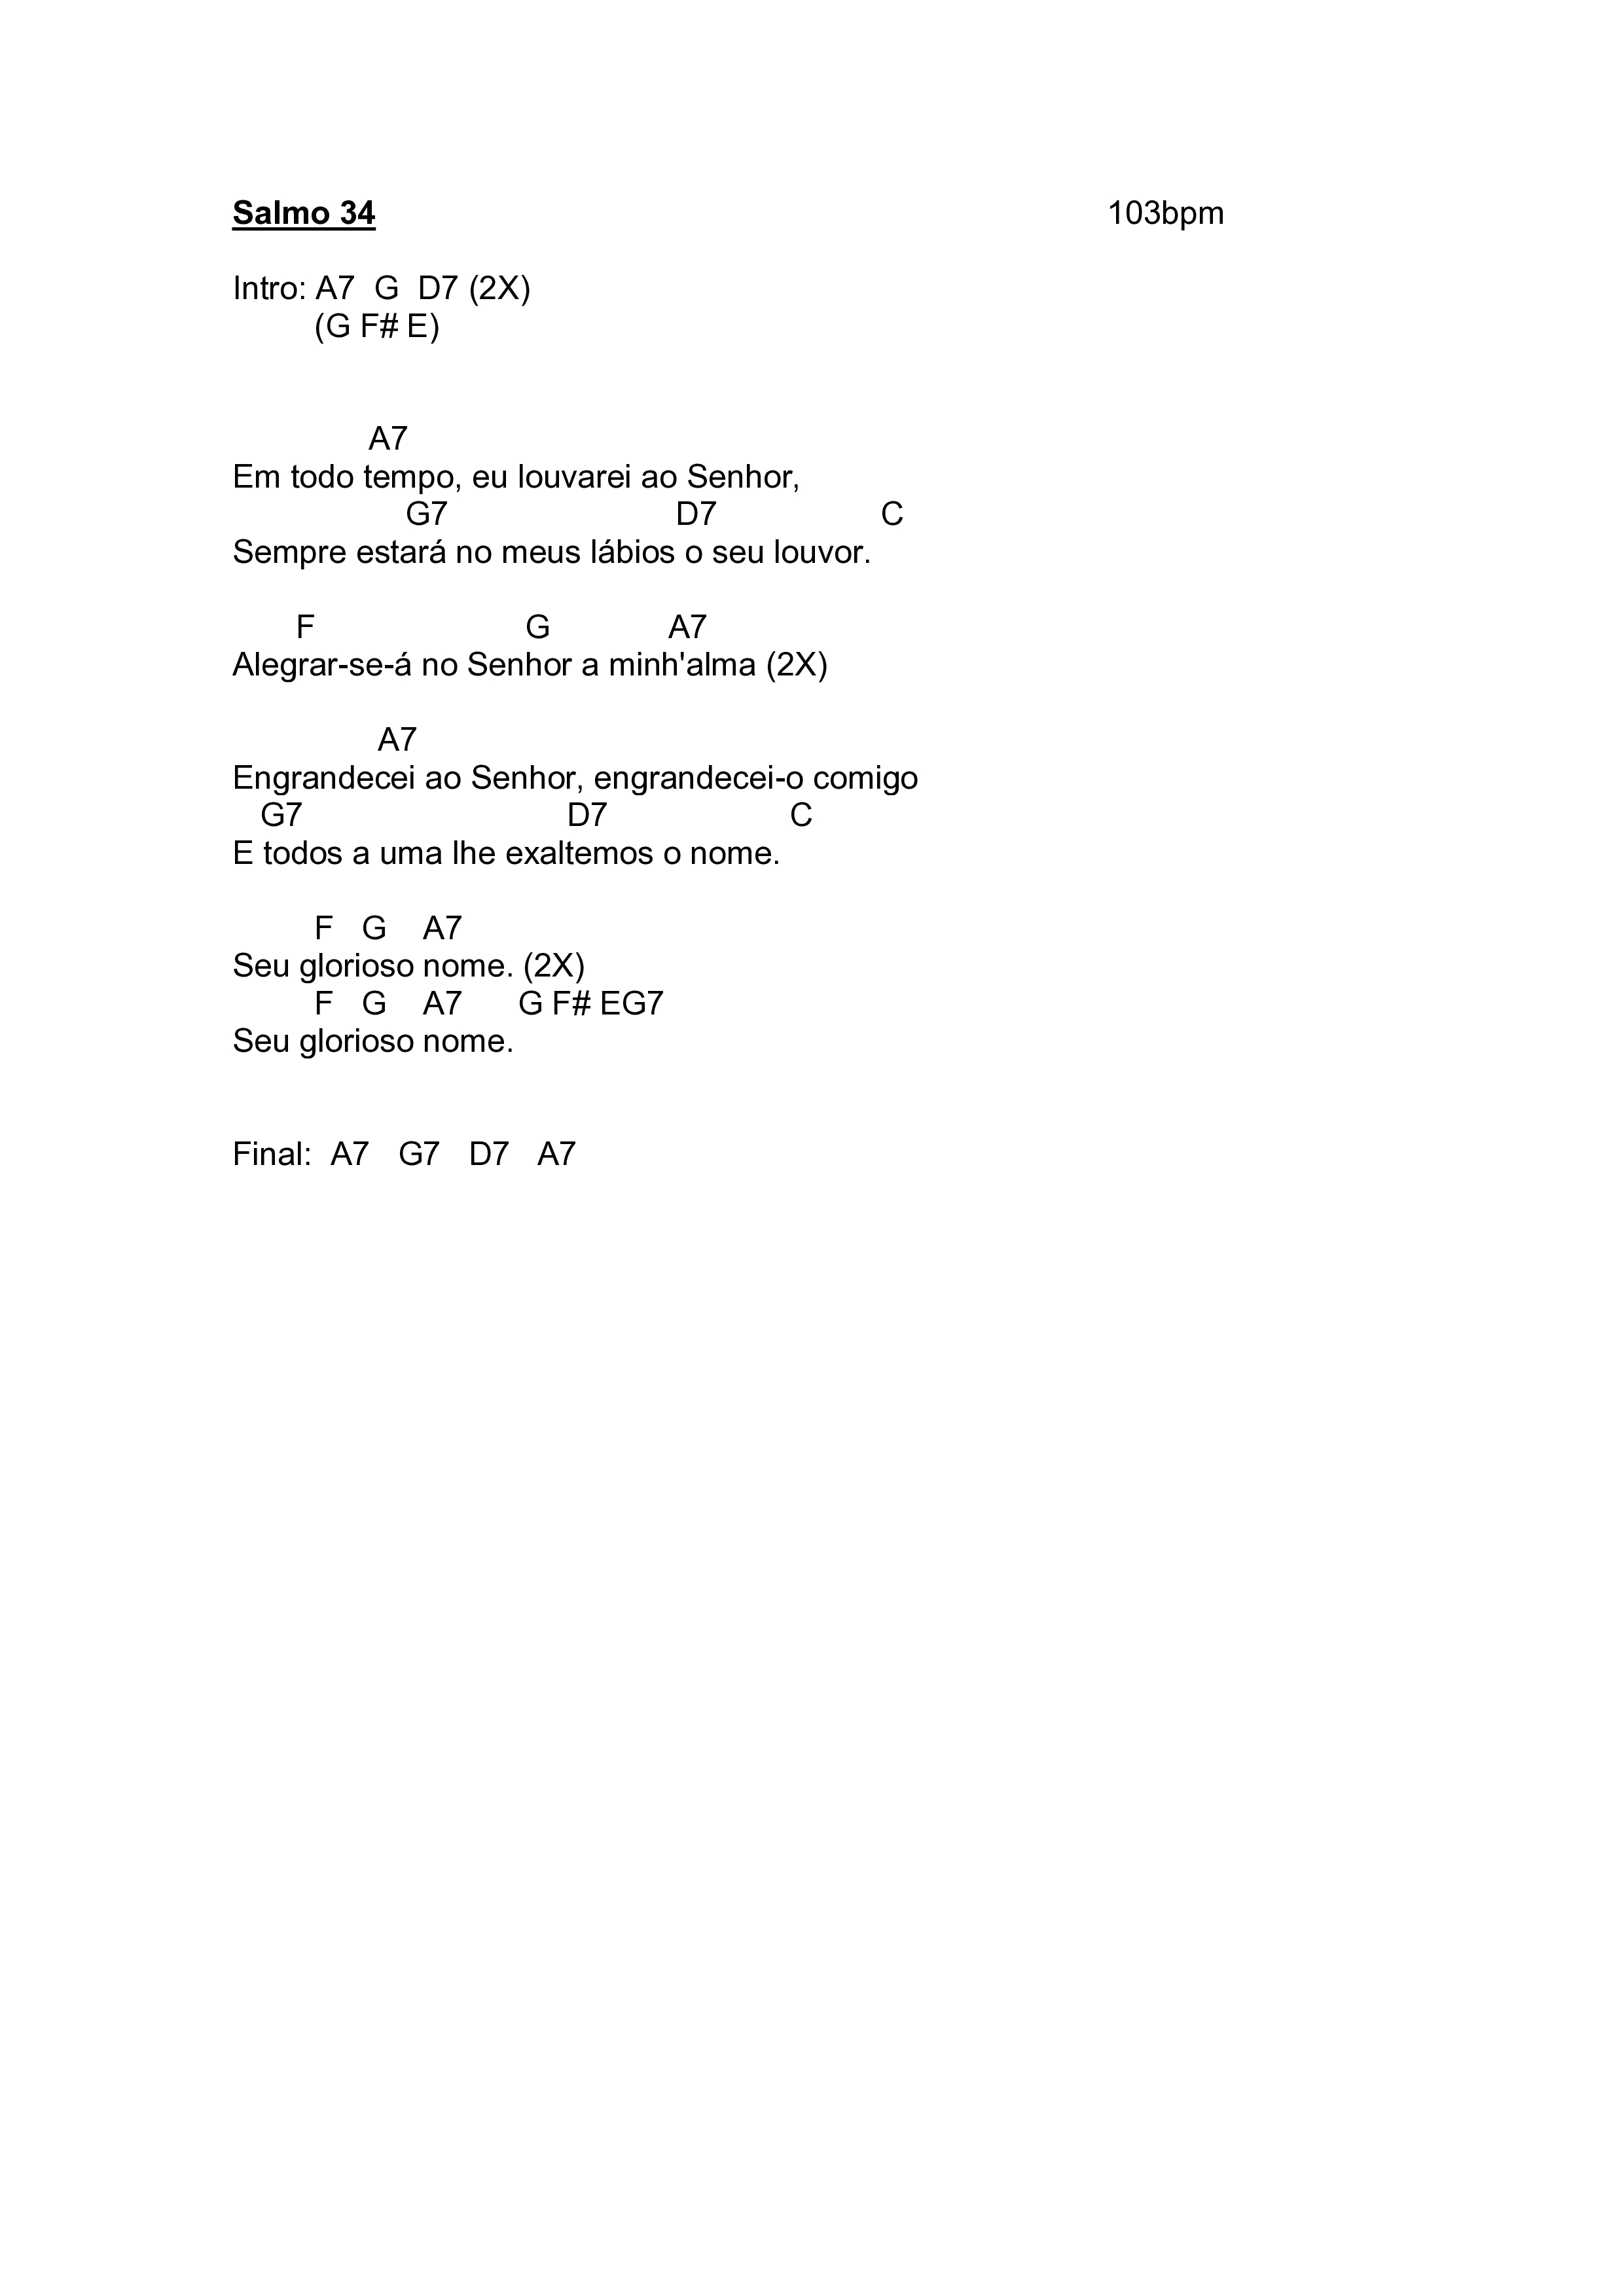 Salmo 34 103bpm
Intro: A7 G D7 (2X)
(G F# E)
A7
Em todo tempo, eu louvarei ao Senhor,
G7 D7 C
Sempre estará no meus lábios o seu louvor.
F G A7
Alegrar-se-á no Senhor a minh'alma (2X)
A7
Engrandecei ao Senhor, engrandecei-o comigo
G7 D7 C
E todos a uma lhe exaltemos o nome.
F G A7
Seu glorioso nome. (2X)
F G A7 G F# EG7
Seu glorioso nome.
Final: A7 G7 D7 A7